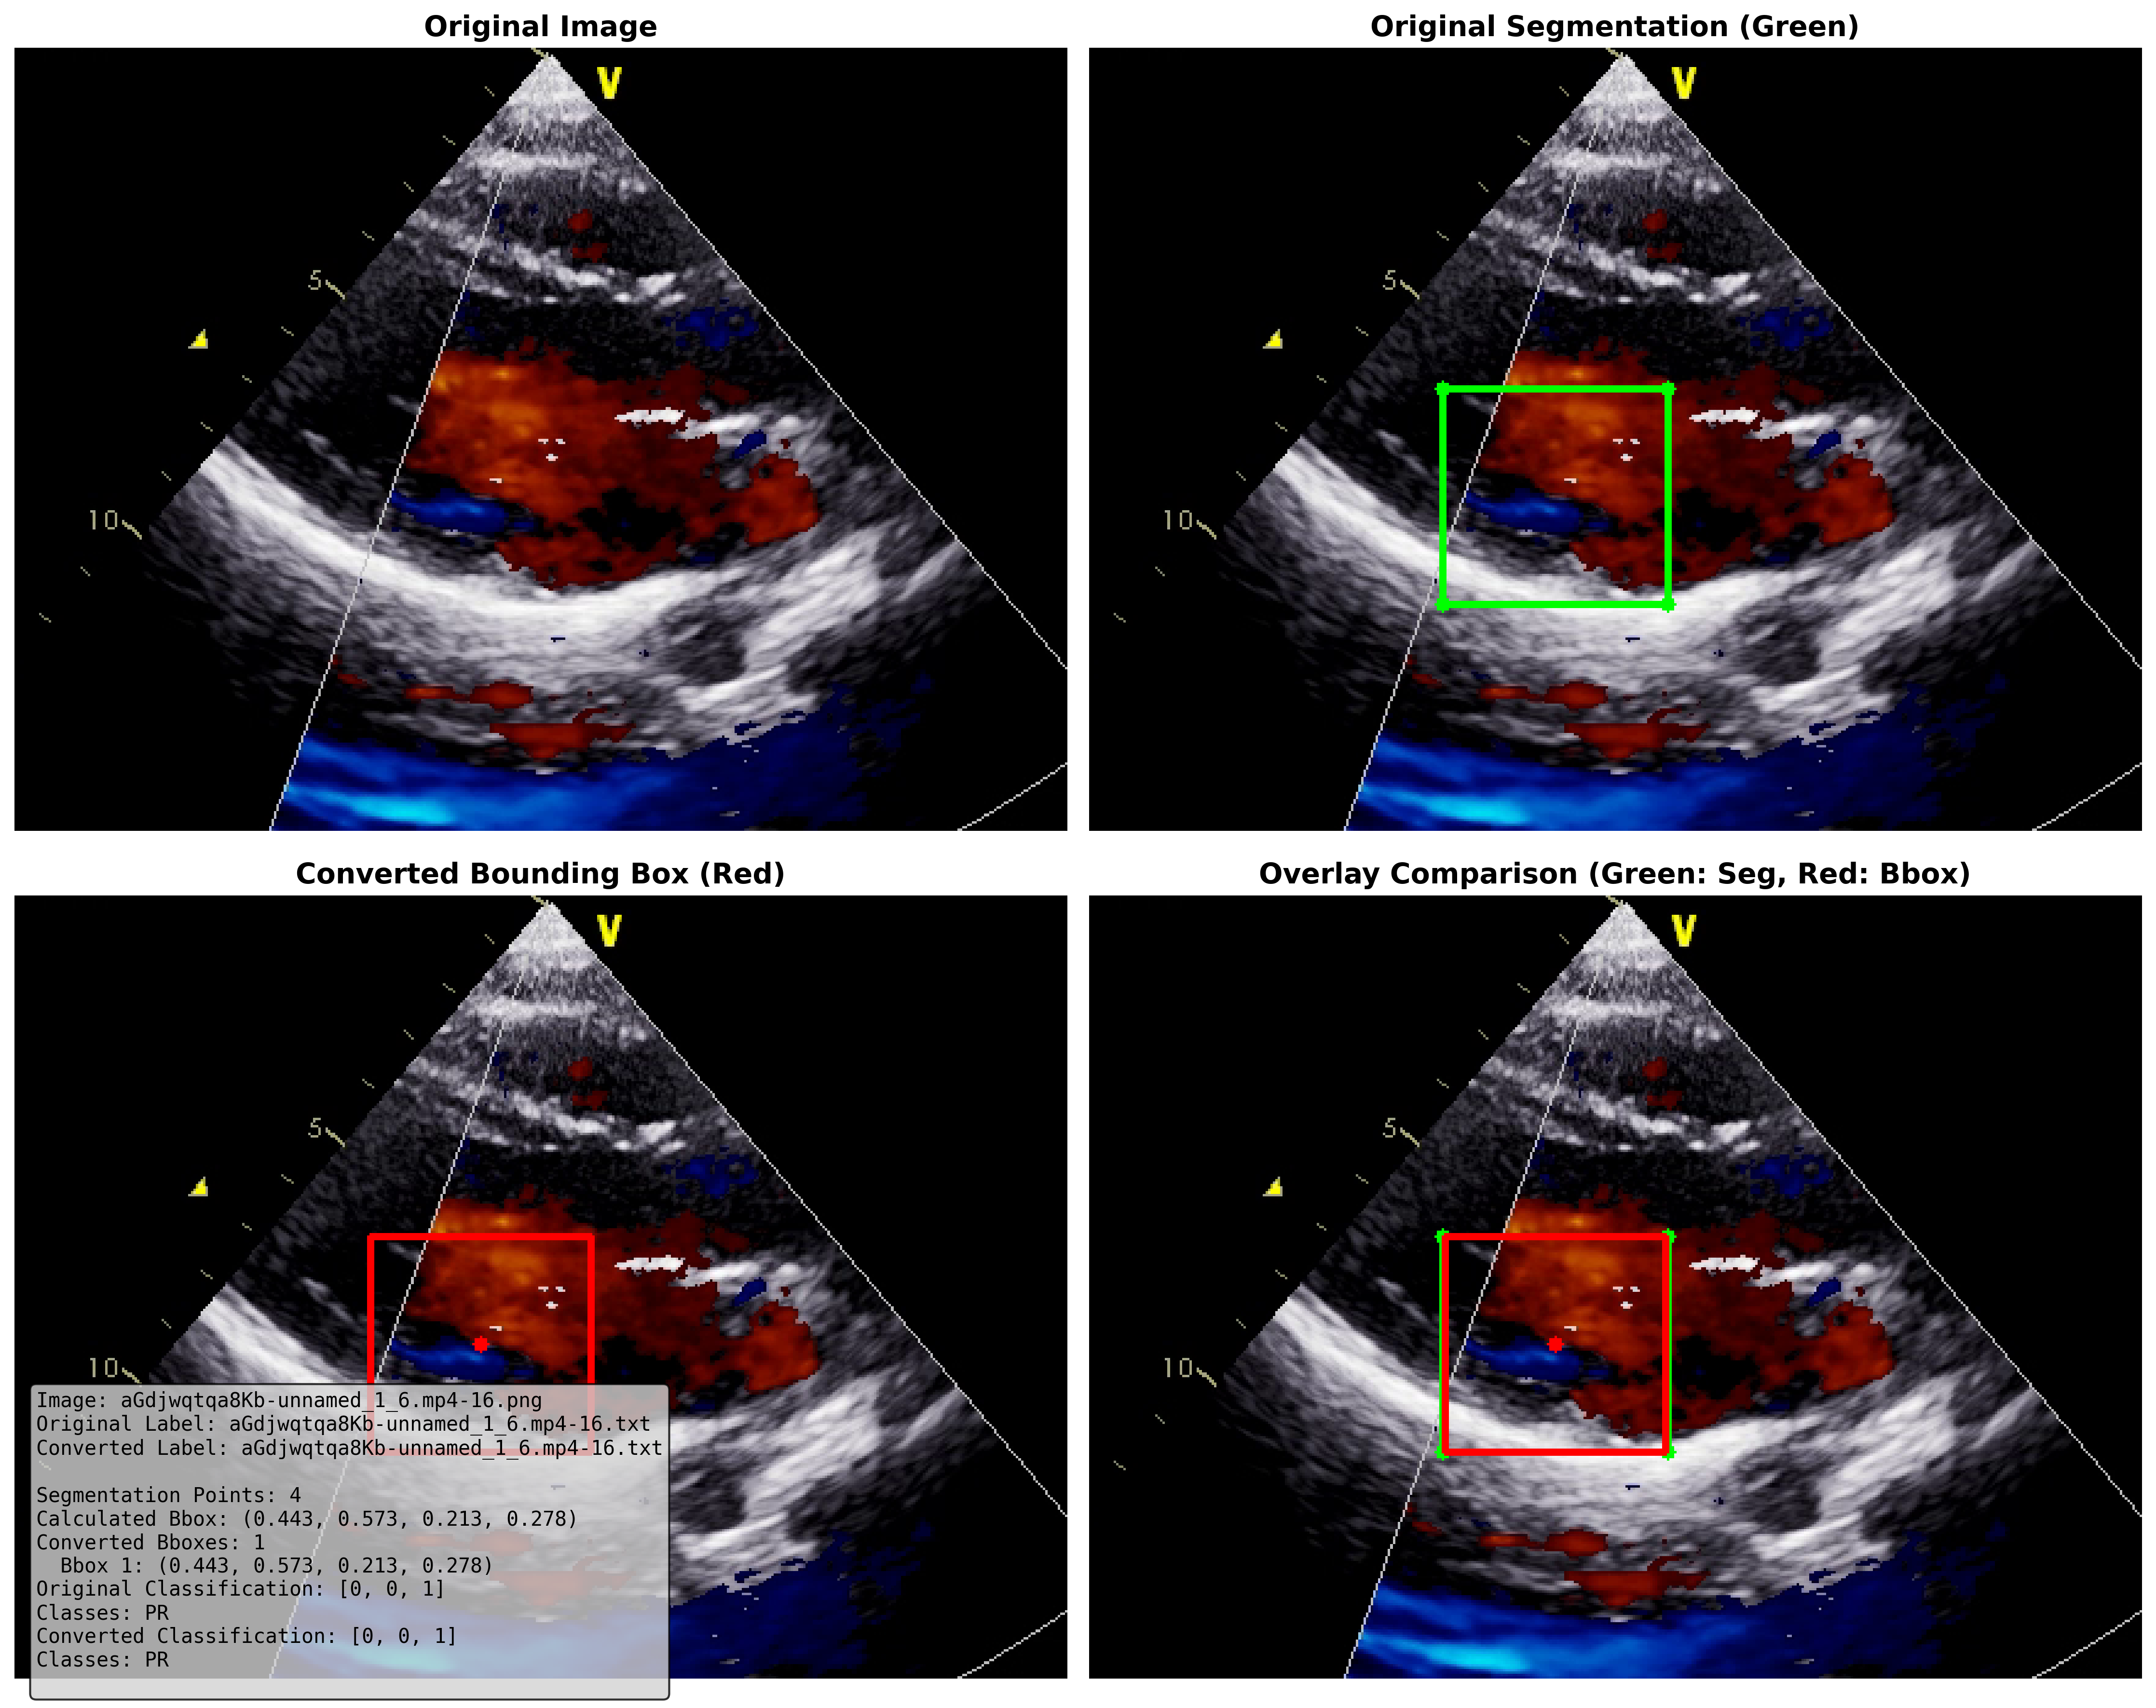 Original Image
Original Segmentation (Green)
V
5
10
V
5
10
Converted Bounding Box (Red)
Overlay Comparison (Green: Seg, Red: Bbox)
V
5
10
V
5
10
Image: aGdjwqtqa8Kb-unnamed_1_6.mp4-16.png
Original Label: aGdjwqtqa8Kb-unnamed_1_6.mp4-16.txt
Converted Label: aGdjwqtqa8Kb-unnamed_1_6.mp4-16.txt
Segmentation Points: 4
Calculated Bbox: (0.443, 0.573, 0.213, 0.278)
Converted Bboxes: 1
Bbox 1: (0.443, 0.573, 0.213, 0.278)
Original Classification: [0, 0, 1]
Classes: PR
Converted Classification: [0, 0, 1]
Classes: PR